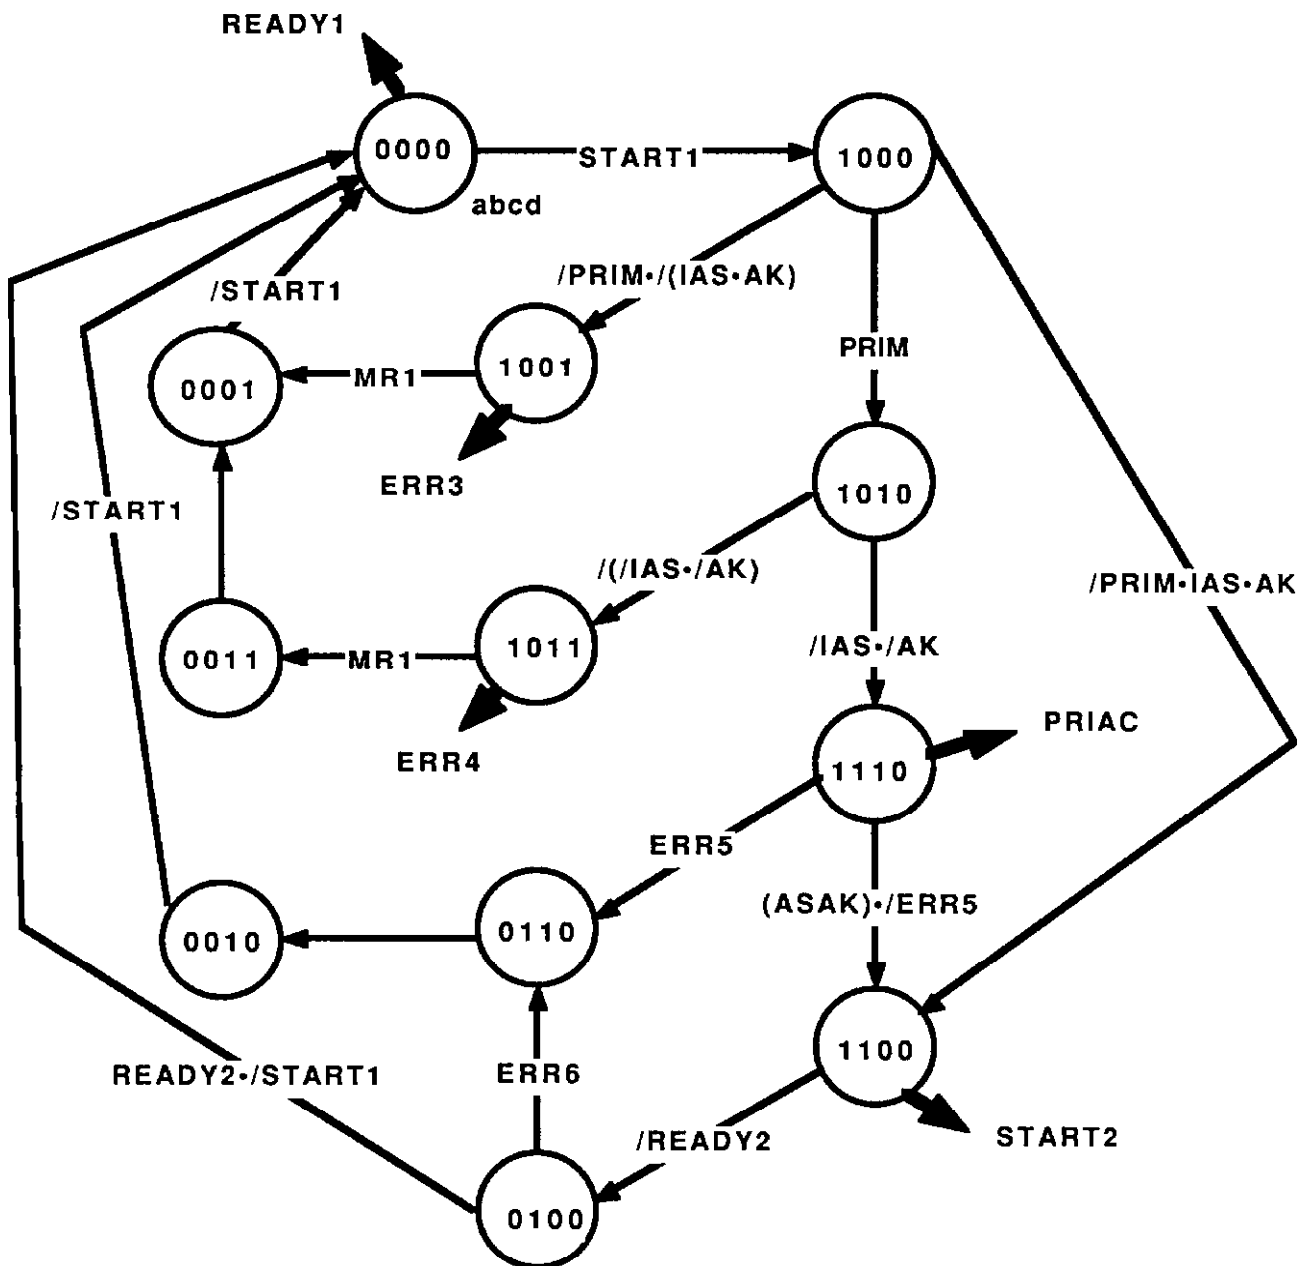 READY1
0000
START1
1000
abcd
/PRIM•/(IAS•AK)
/START1
PRIM
1001
MR1
0001
ERR3
1010
/START1
/(/IAS•/AK)
/PRIM•IAS•AK
/IAS•/AK
1011
MR1
0011
PRIAC
ERR4
1110
ERR5
(ASAK)•/ERR5
0110
0010
1100
ERR6
READY2•/START1
START2
/READY2
0100